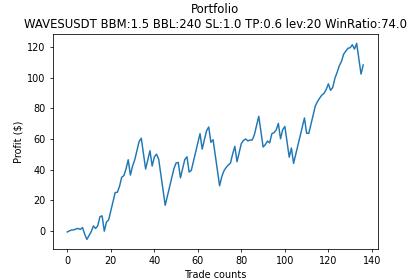 Portfolio
WAVESUSDT BBM:1.5 BBL:240 SL:1.0 TP:0.6 lev:20 WinRatio:74.0
120
100
80
60
40
20
0
Profit ($)
0 20 40 60 80 100 120 140
Trade counts